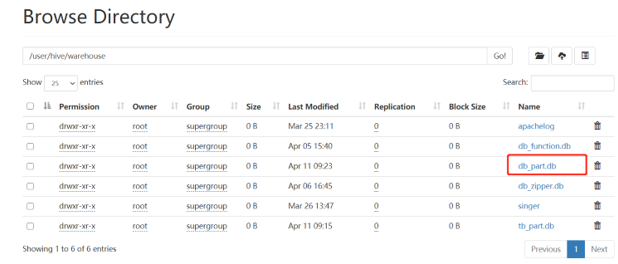 Browse Directory
/user/hive/warehouse Go!
Show 25 entries Search:
Permission Owner Group Size Last Modified Replication Block Size Name
drwxr-xr-x root supergroup 0 B Mar 25 23:11 0 0 B apachelog
drwxr-xr-x root supergroup 0 B Apr 05 15:40 0 0 B db_function.db
drwxr-xr-x root supergroup 0 B Apr 11 09:23 0 0 B db_part.db
drwxr-xr-x root supergroup 0 B Apr 06 16:45 0 0 B db_zipper.db
drwxr-xr-x root supergroup 0 B Mar 26 13:47 0 0 B singer
drwxr-xr-x root supergroup 0 B Apr 11 09:15 0 0 B tb_part.db
Showing 1 to 6 of 6 entries Previous 1 Next